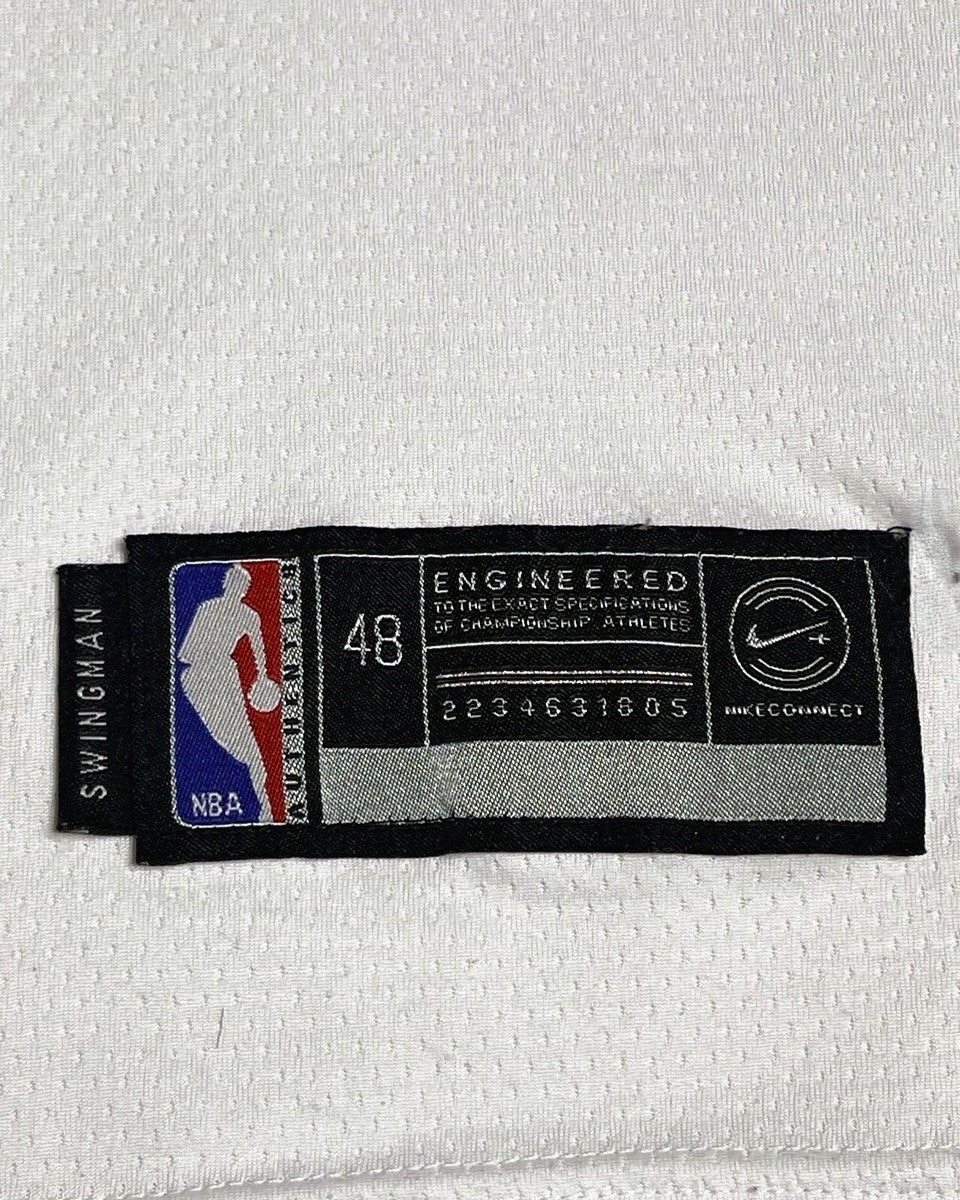 SWINGMAN
NBA
AUTHENTICS
48
ENGINEERED
TO THE EXACT SPECIFICATIONS
OF CHAMPIONSHIP ATHLETES
2234631805
NIKECONNECT